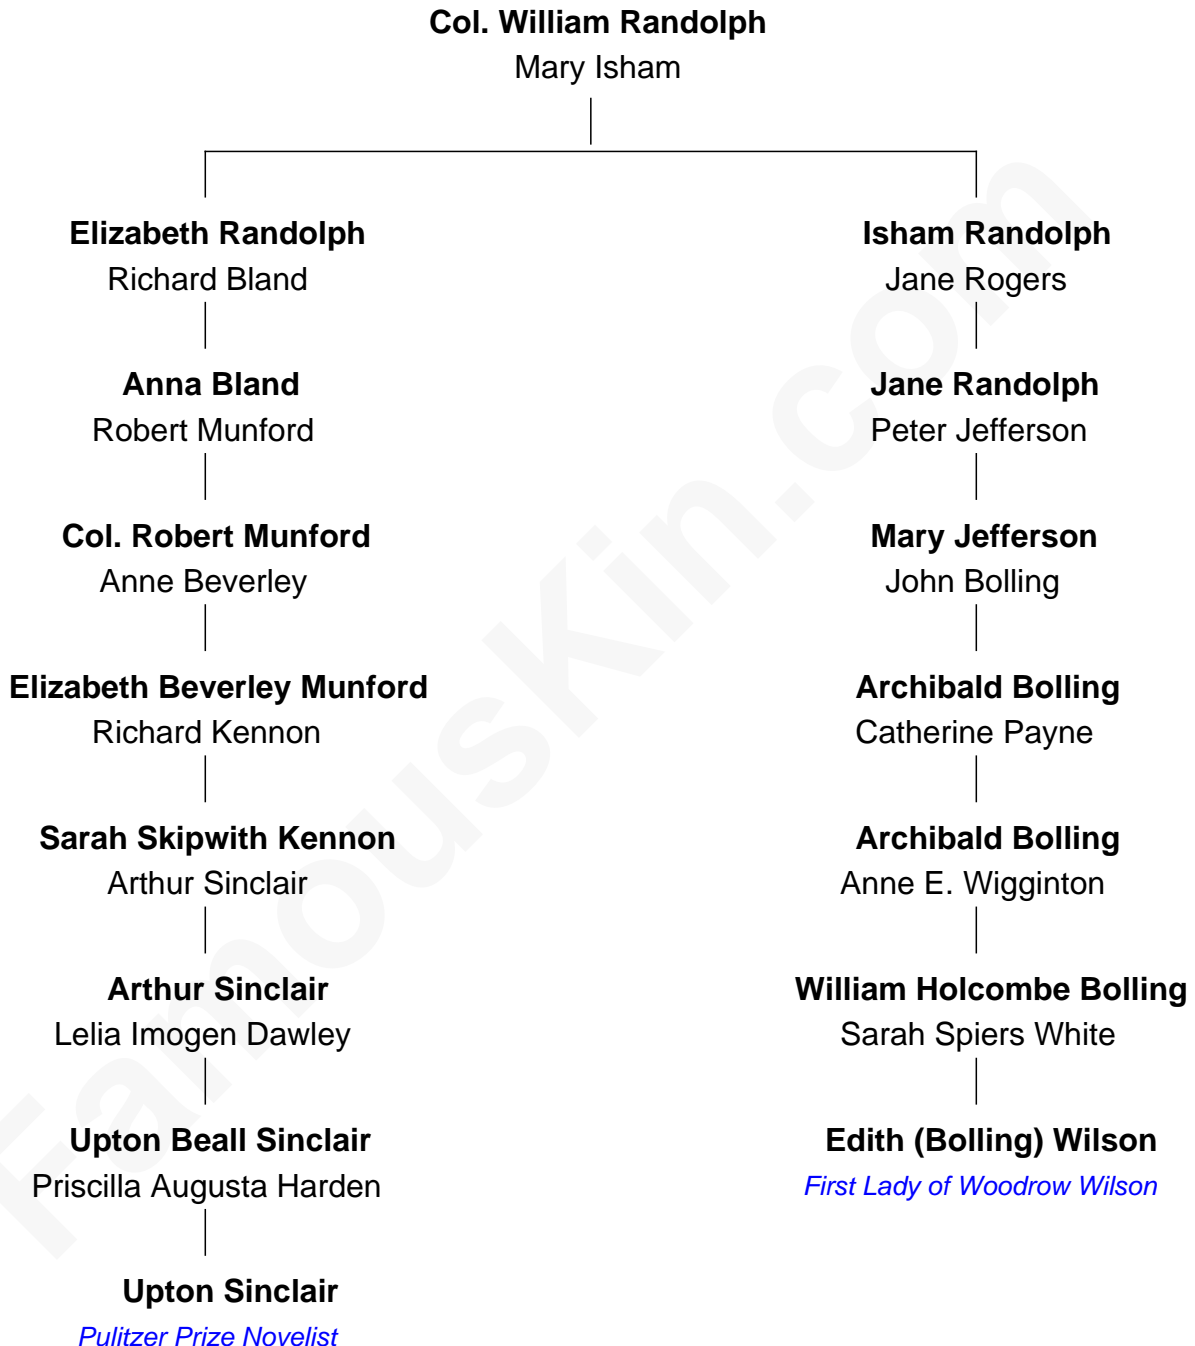 Col. William Randolph
Mary Isham
Elizabeth Randolph
Richard Bland
Isham Randolph
Jane Rogers
Anna Bland
Robert Munford
Jane Randolph
Peter Jefferson
Col. Robert Munford
Anne Beverley
Mary Jefferson
John Bolling
Elizabeth Beverley Munford
Richard Kennon
Archibald Bolling
Catherine Payne
Sarah Skipwith Kennon
Arthur Sinclair
Archibald Bolling
Anne E. Wigginton
Arthur Sinclair
Lelia Imogen Dawley
William Holcombe Bolling
Sarah Spiers White
Upton Beall Sinclair
Priscilla Augusta Harden
Edith (Bolling) Wilson
First Lady of Woodrow Wilson
Upton Sinclair
Pulitzer Prize Novelist
FamousKin.com